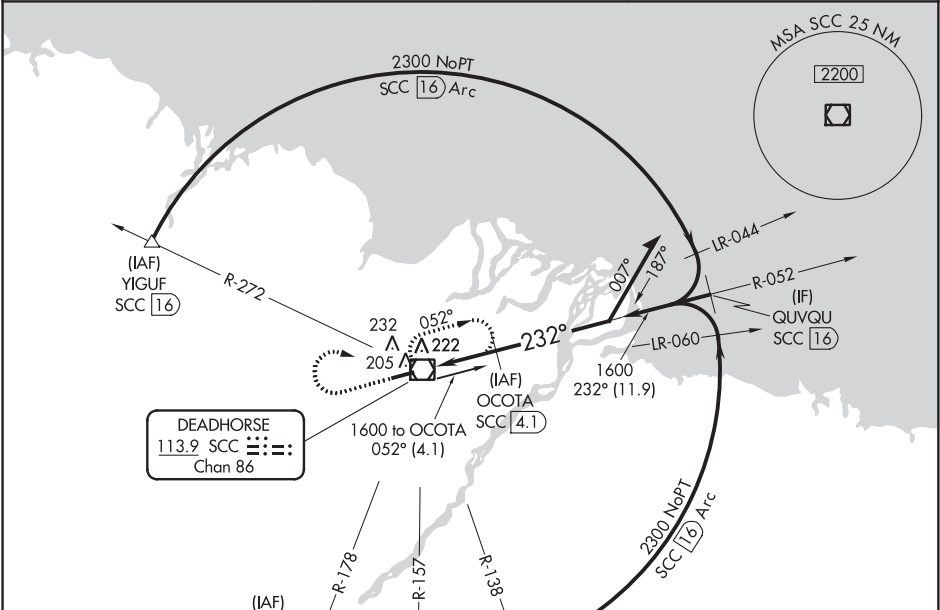 MSA SCC 25 NM
2200
2300 NoPT
SCC 16 Arc
LR-044
R-052
(IF)
QUVQU
SCC 16
LR-060
007°
187°
1600
232° (11.9)
(IAF)
YIGUF
SCC 16
R-272
232
205
222
052°
232°
(IAF)
OCOTA
SCC 4.1
1600 to OCOTA
052° (4.1)
DEADHORSE
113.9 SCC
Chan 86
2300 NoPT
SCC 16 Arc
R-178
R-157
R-138
(IAF)